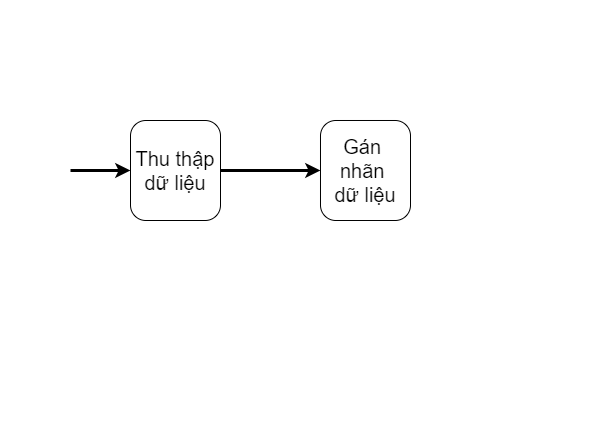 Thu thập
dữ liệu
Gán
nhãn
dữ liệu